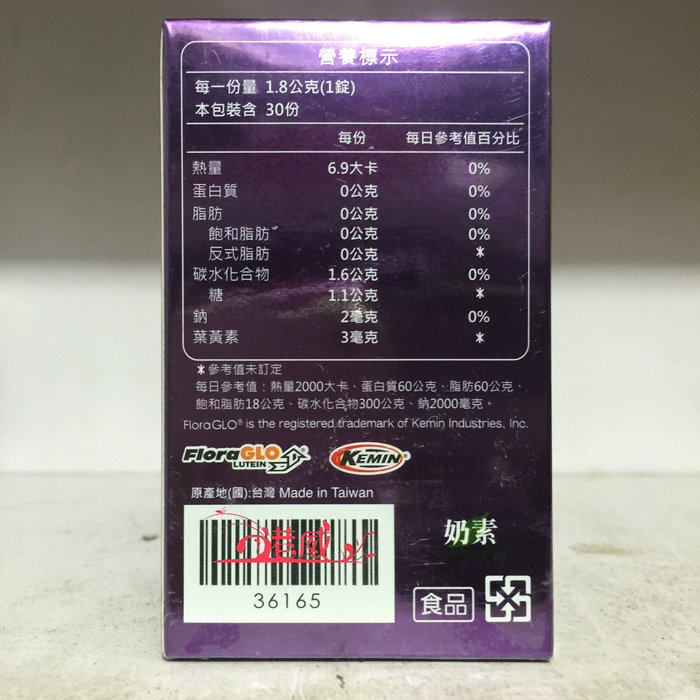 營養標示
每一份量 1.8公克(1錠)
本包裝含 30份
每份 每日參考值百分比
熱量 6.9大卡 0%
蛋白質 0公克 0%
脂肪 0公克 0%
飽和脂肪 0公克 0%
反式脂肪 0公克 *
碳水化合物 1.6公克 0%
糖 1.1公克 *
鈉 2毫克 0%
葉黃素 3毫克 *
*參考值未訂定
每日參考值:熱量2000大卡、蛋白質60公克、脂肪60公克、
飽和脂肪18公克、碳水化合物300公克、鈉2000毫克。
FloraGLO® is the registered trademark of Kemin Industries, Inc.
FloraGLO
LUTEIN
KEMIN®
原產地(國):台灣 Made in Taiwan
港威
奶素
36165
食品